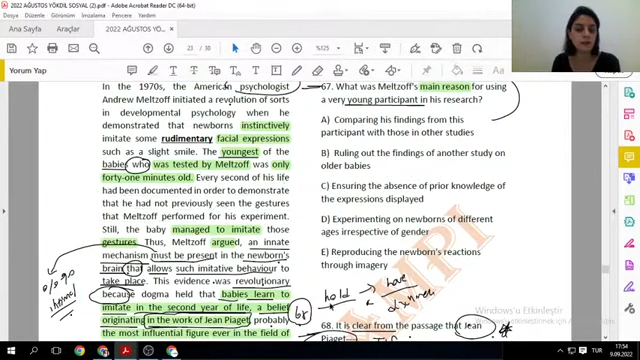 2022 AĞUSTOS YÖKDİL SOSYAL (2).pdf - Adobe Acrobat Reader DC (64-bit)
Ana Sayfa
Araçlar
2022 AĞUSTOS YÖ...
23
%125
Yorum Yap
In the 1970s, the American psychologist
Andrew Meltzoff initiated a revolution of sorts
in developmental psychology when he
demonstrated that newborns instinctively
imitate some rudimentary facial expressions
such as a slight smile. The youngest of the
babies who was tested by Meltzoff was only
forty-one minutes old. Every second of his life
had been documented in order to demonstrate
that he had not previously seen the gestures
that Meltzoff performed for his experiment.
Still, the baby managed to imitate those
gestures. Thus, Meltzoff argued, an innate
mechanism must be present in the newborn's
brain that allows such imitative behaviour to
take place. This evidence was revolutionary
because dogma held that babies learn to
imitate in the second year of life, a belief
originating in the work of Jean Piaget, probably
the most influential figure ever in the field of
67. What was Meltzoff's main reason for using
a very young participant in his research?
A) Comparing his findings from this
participant with those in other studies
B) Ruling out the findings of another study on
older babies
C) Ensuring the absence of prior knowledge of
the expressions displayed
D) Experimenting on newborns of different
ages irrespective of gender
E) Reproducing the newborn's reactions
through imagery
hold
have
68. It is clear from the passage that Jean
Piaget
Windows'u Etkinleştir
TUR
17:54
9.09.2022